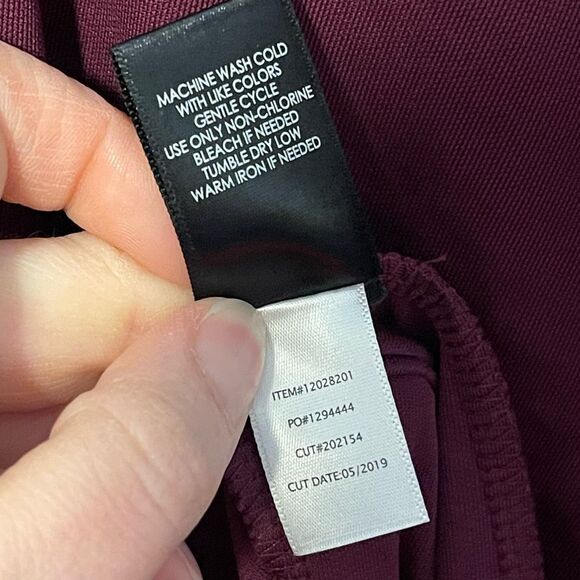 MACHINE WASH COLD
WITH LIKE COLORS
GENTLE CYCLE
USE ONLY NON-CHLORINE
BLEACH IF NEEDED
TUMBLE DRY LOW
WARM IRON IF NEEDED
ITEM#12028201
PO#1294444
CUT#202154
CUT DATE:05/2019